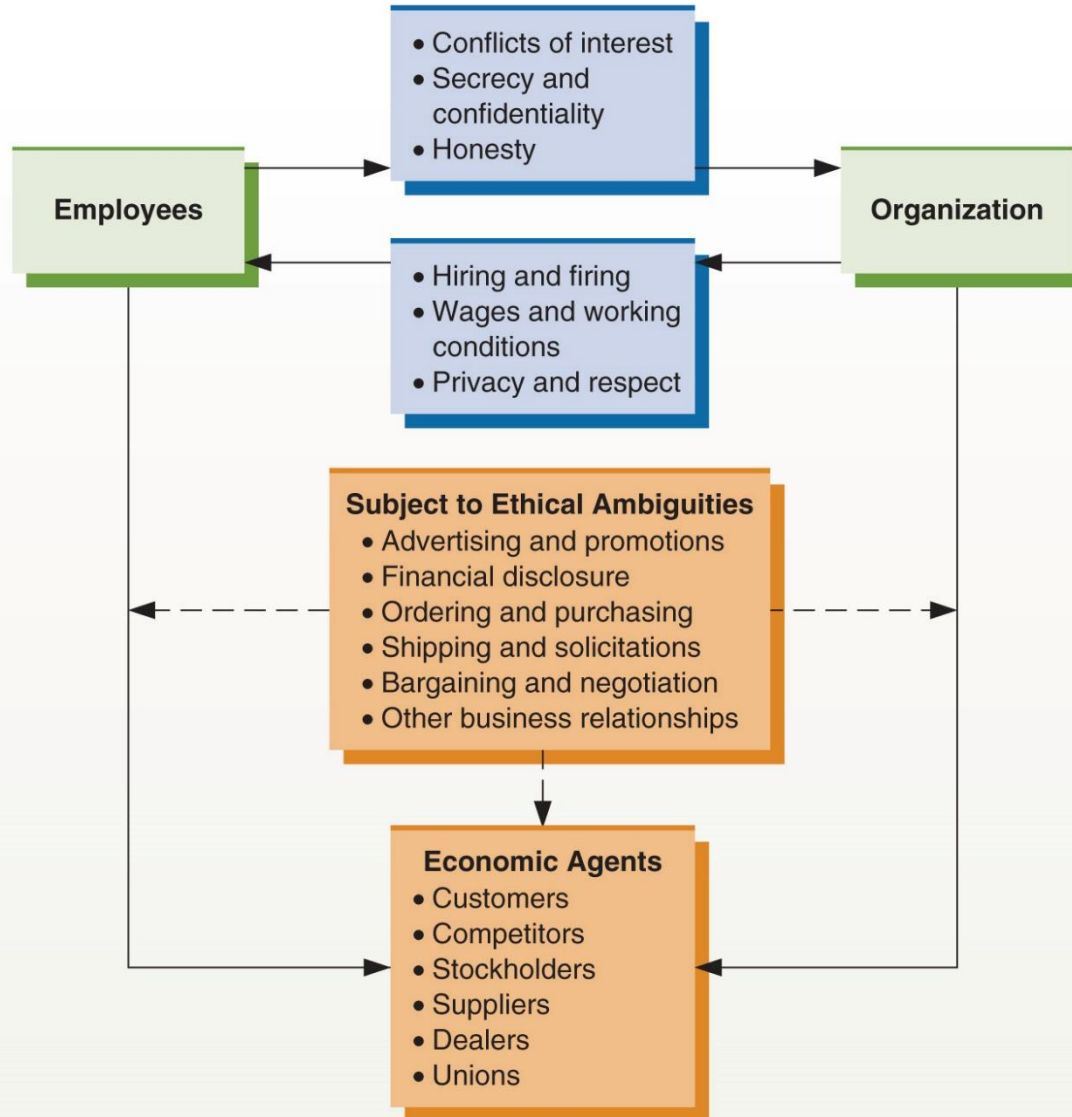 • Conflicts of interest
• Secrecy and
confidentiality
• Honesty
Employees
Organization
• Hiring and firing
• Wages and working
conditions
• Privacy and respect
Subject to Ethical Ambiguities
• Advertising and promotions
• Financial disclosure
• Ordering and purchasing
• Shipping and solicitations
• Bargaining and negotiation
• Other business relationships
Economic Agents
• Customers
• Competitors
• Stockholders
• Suppliers
• Dealers
• Unions